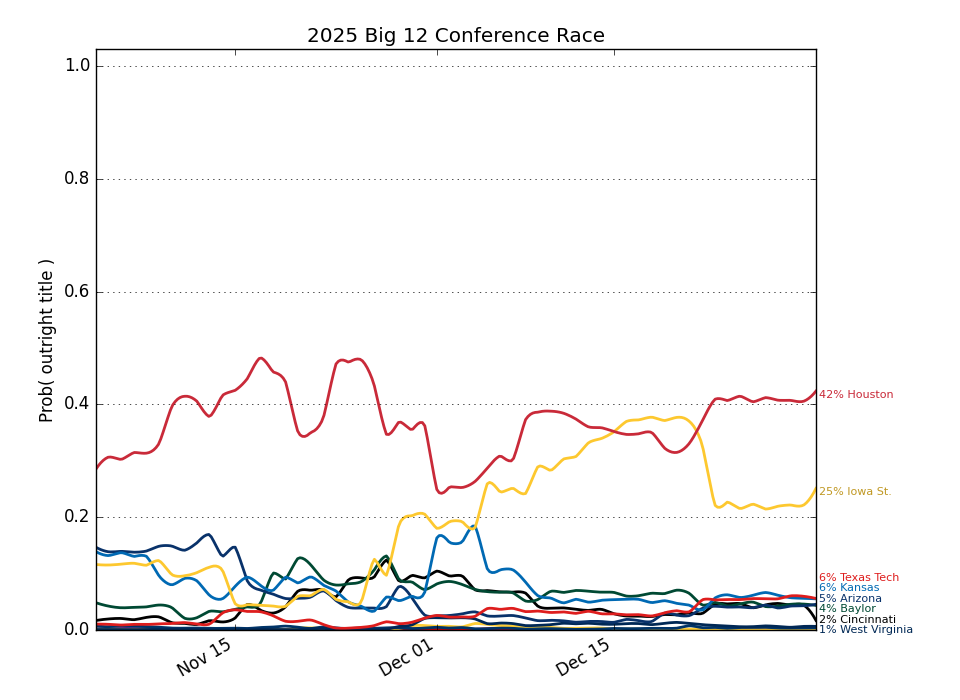 2025 Big 12 Conference Race
Prob( outright title )
1.0
0.8
0.6
0.4
0.2
0.0
Nov 15
Dec 01
Dec 15
42% Houston
25% Iowa St.
6% Texas Tech
6% Kansas
5% Arizona
4% Baylor
2% Cincinnati
1% West Virginia